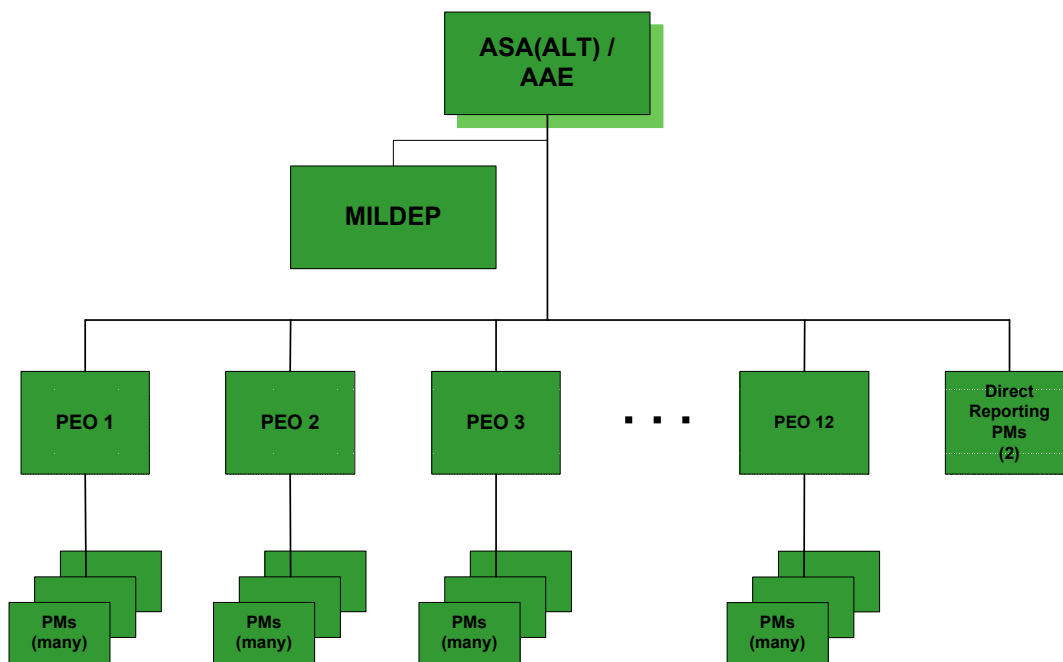 ASA(ALT) /
AAE
MILDEP
PEO 1
PEO 2
PEO 3
. . .
PEO 12
Direct
Reporting
PMs
(2)
PMs
(many)
PMs
(many)
PMs
(many)
PMs
(many)